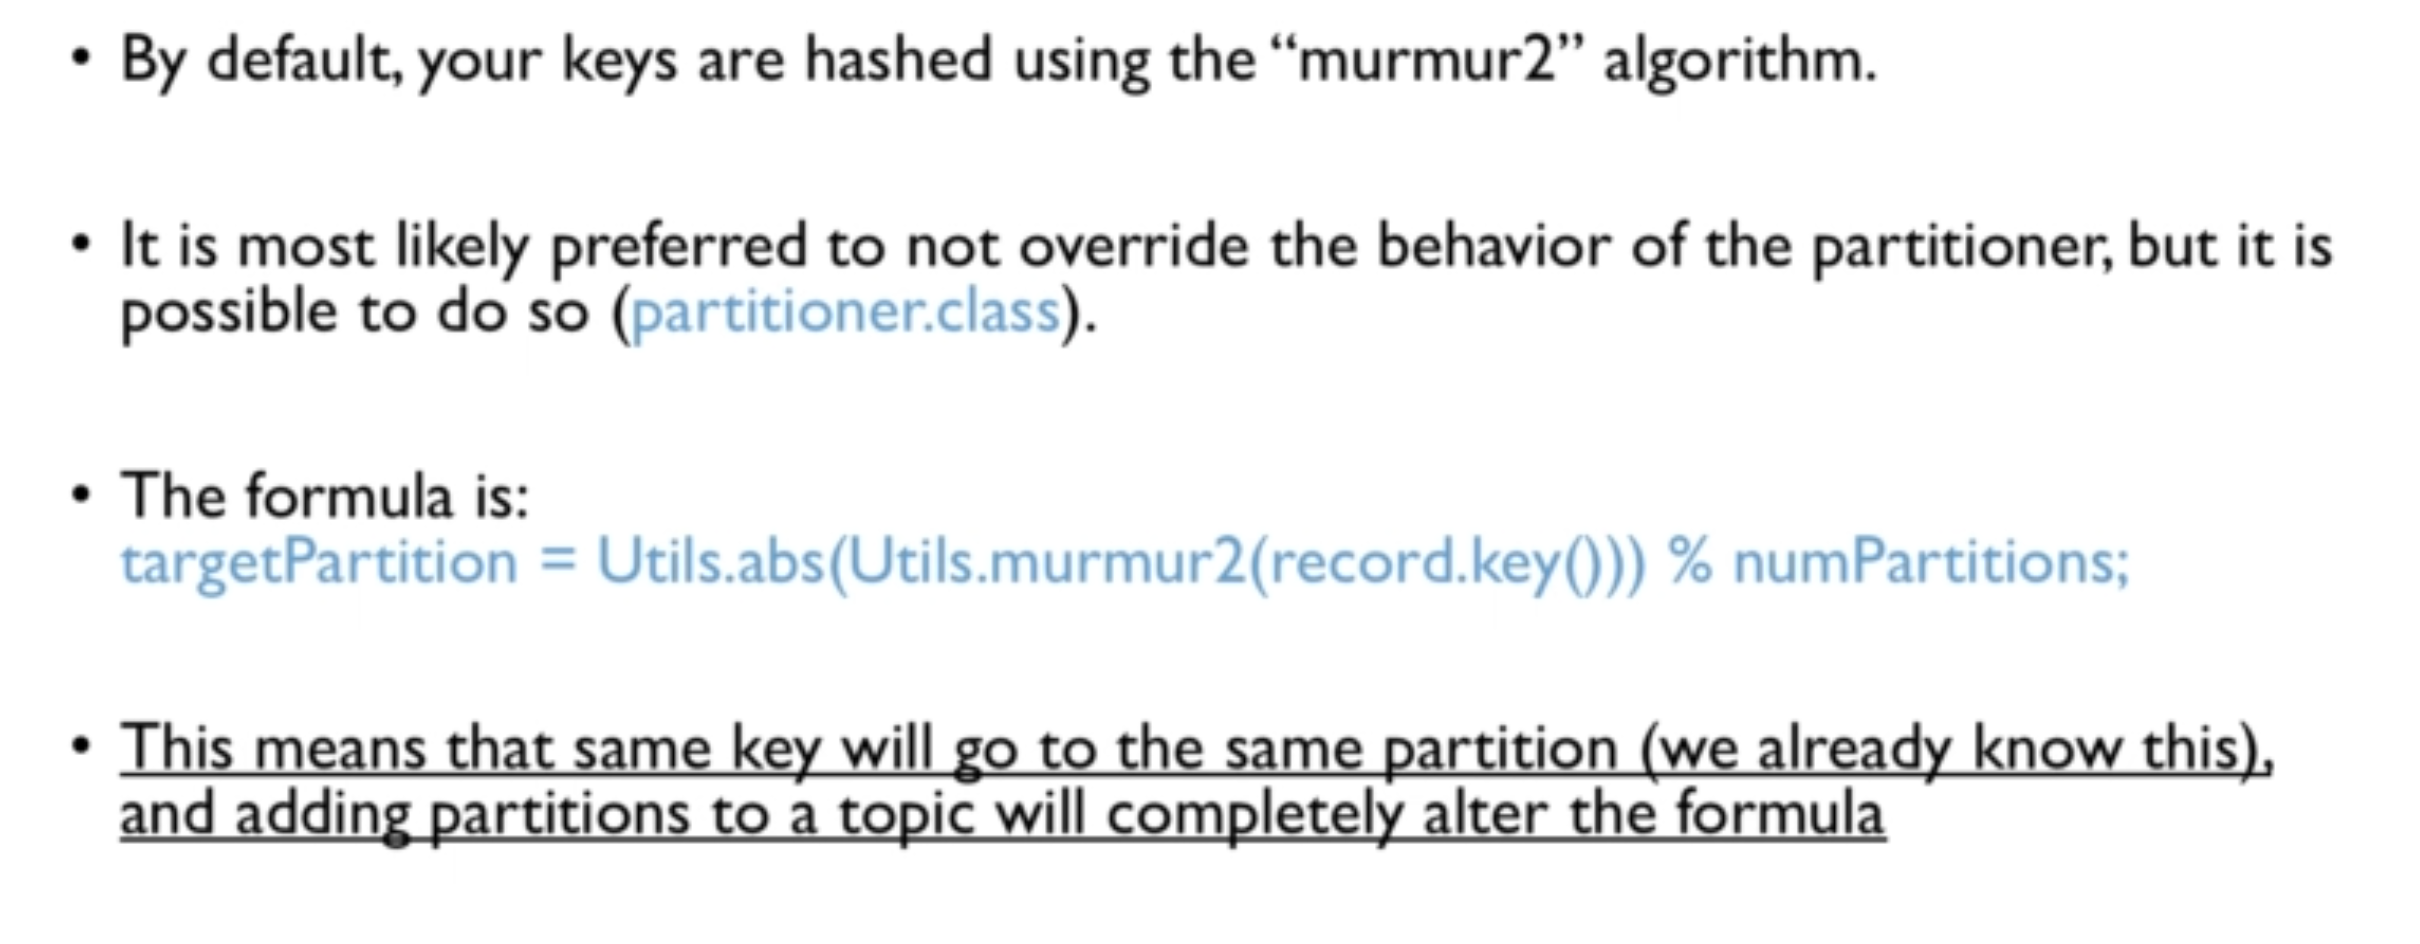 • By default, your keys are hashed using the “murmur2” algorithm.
• It is most likely preferred to not override the behavior of the partitioner, but it is
possible to do so (partitioner.class).
• The formula is:
targetPartition = Utils.abs(Utils.murmur2(record.key())) % numPartitions;
• This means that same key will go to the same partition (we already know this),
and adding partitions to a topic will completely alter the formula